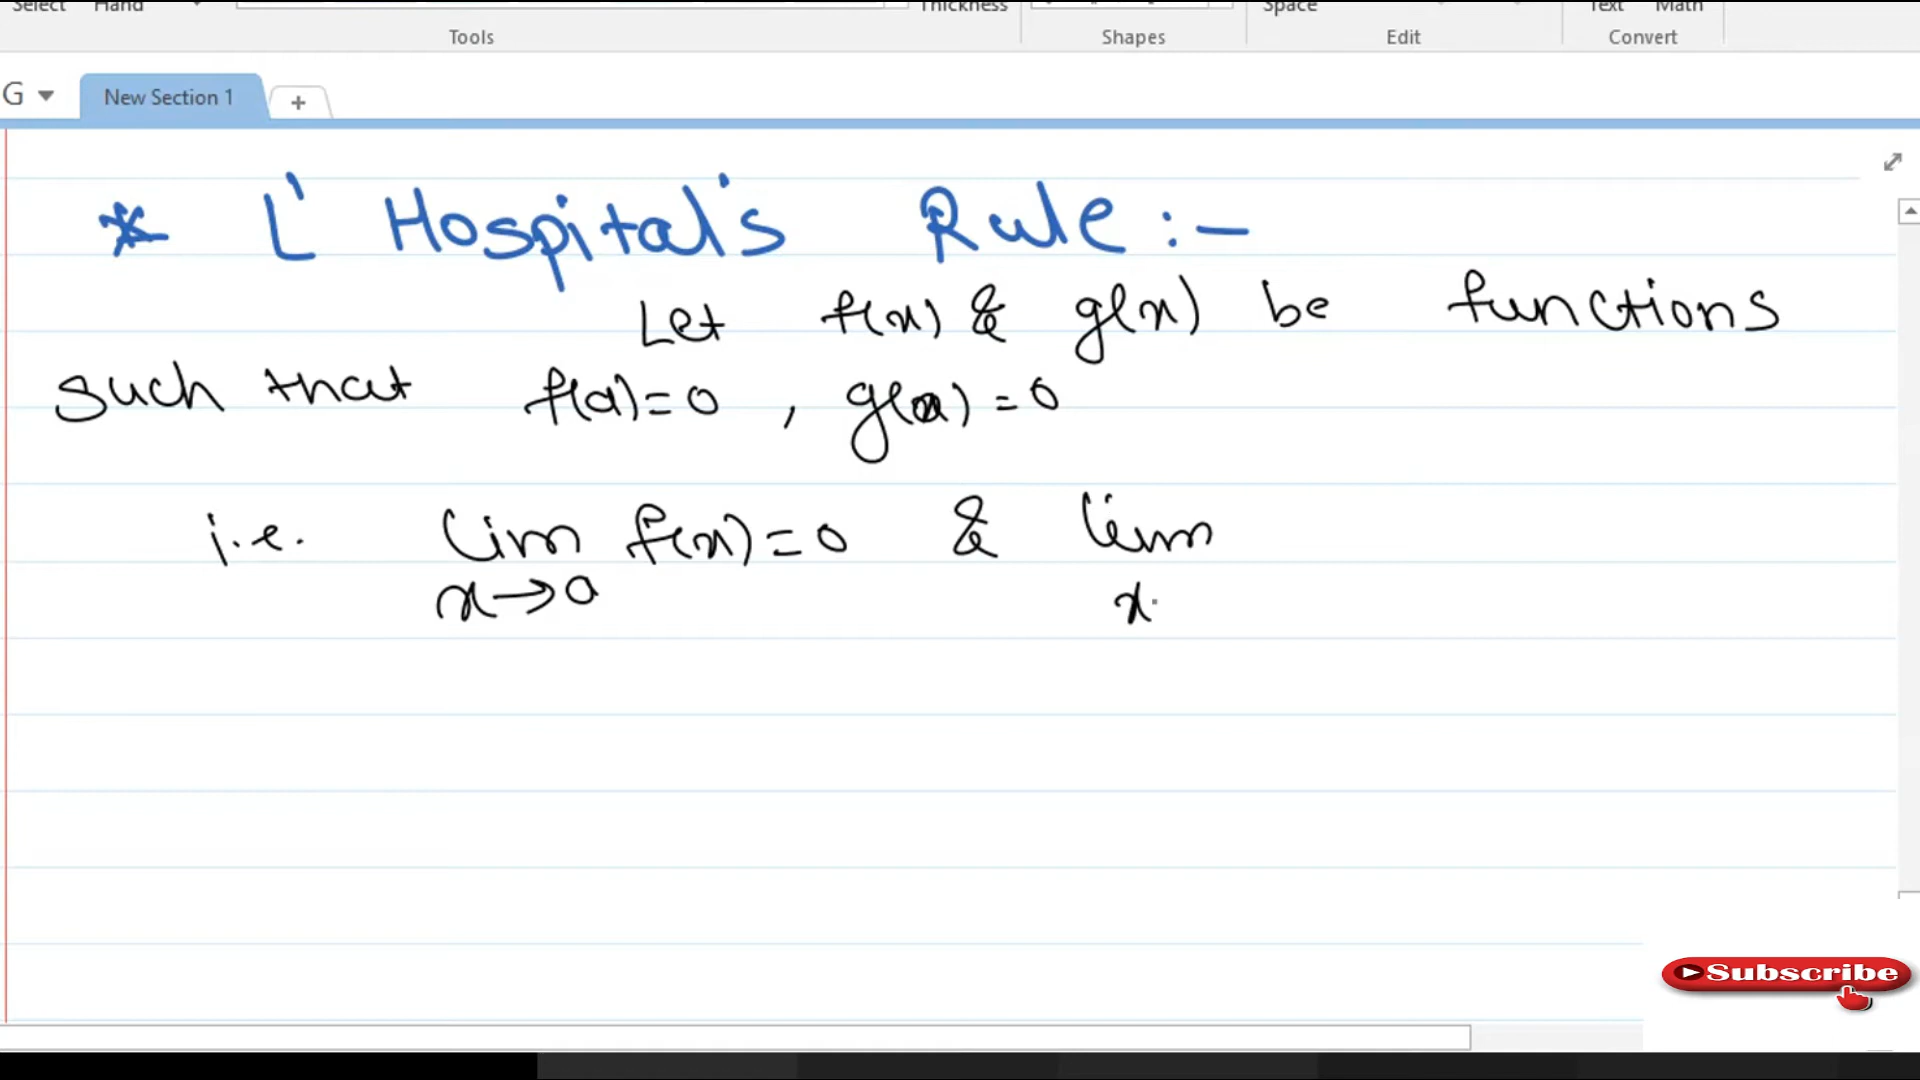 Select Hand Thickness Space Text Math
Tools Shapes Edit Convert
G New Section 1 +
* L' Hospital's Rule :-
Let f(x) & g(x) be functions
such that f(a)=0 , g(a)=0
i.e. lim f(x)=0 & lim
x→a x
Subscribe